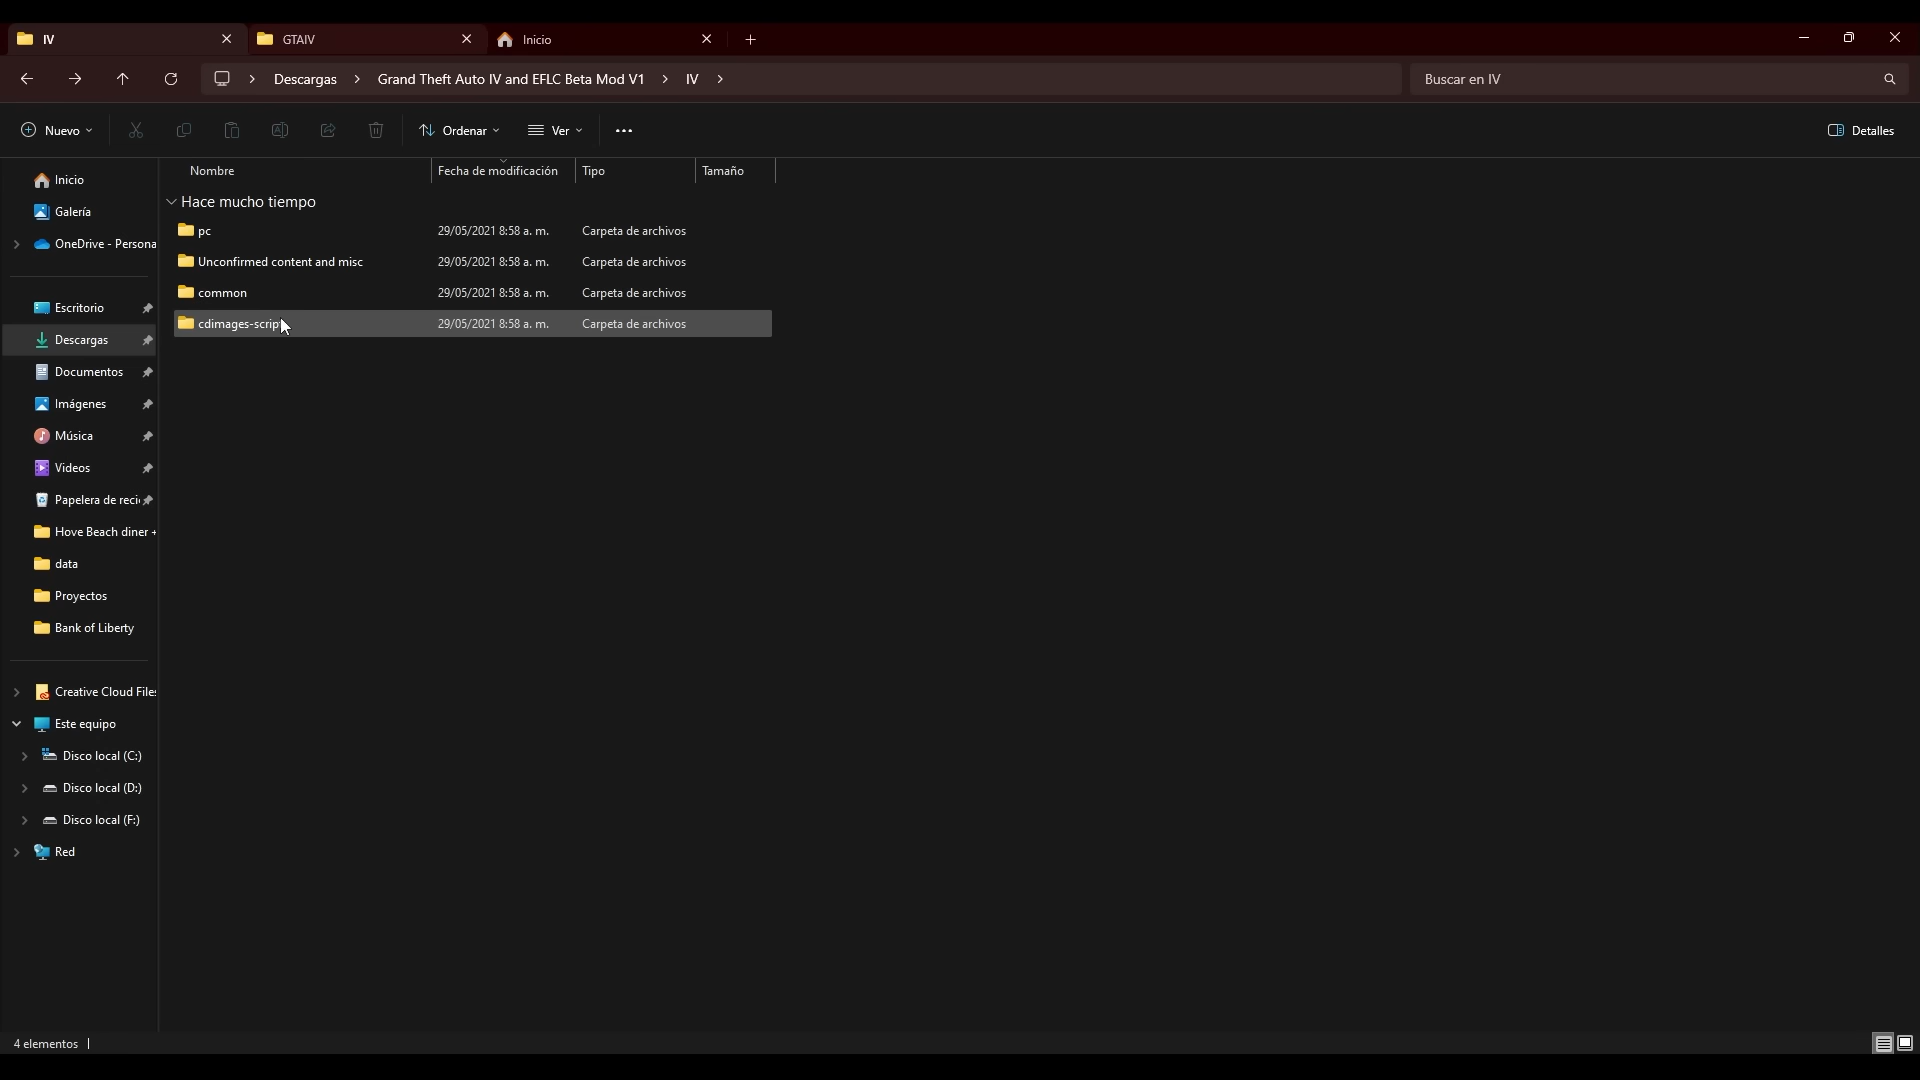 IV
GTAIV
Inicio
Descargas
Grand Theft Auto IV and EFLC Beta Mod V1
IV
Buscar en IV
Nuevo
Ordenar
Ver
Detalles
Nombre
Fecha de modificación
Tipo
Tamaño
Hace mucho tiempo
pc 29/05/2021 8:58 a. m. Carpeta de archivos
Unconfirmed content and misc 29/05/2021 8:58 a. m. Carpeta de archivos
common 29/05/2021 8:58 a. m. Carpeta de archivos
cdimages-script 29/05/2021 8:58 a. m. Carpeta de archivos
Inicio
Galería
OneDrive - Persona
Escritorio
Descargas
Documentos
Imágenes
Música
Videos
Papelera de reci
Hove Beach diner +
data
Proyectos
Bank of Liberty
Creative Cloud Files
Este equipo
Disco local (C:)
Disco local (D:)
Disco local (F:)
Red
4 elementos